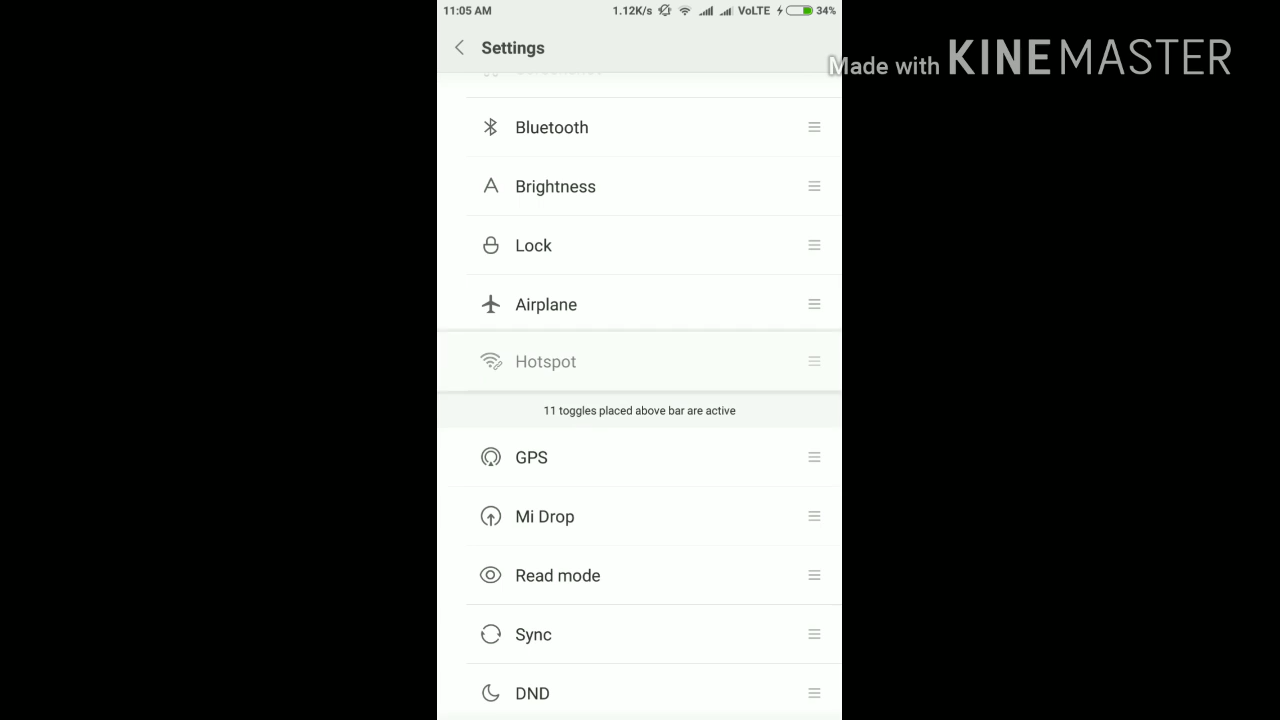 11:05 AM 1.12K/s VoLTE 34%
Settings
Made with KINEMASTER
Bluetooth
Brightness
Lock
Airplane
Hotspot
11 toggles placed above bar are active
GPS
Mi Drop
Read mode
Sync
DND